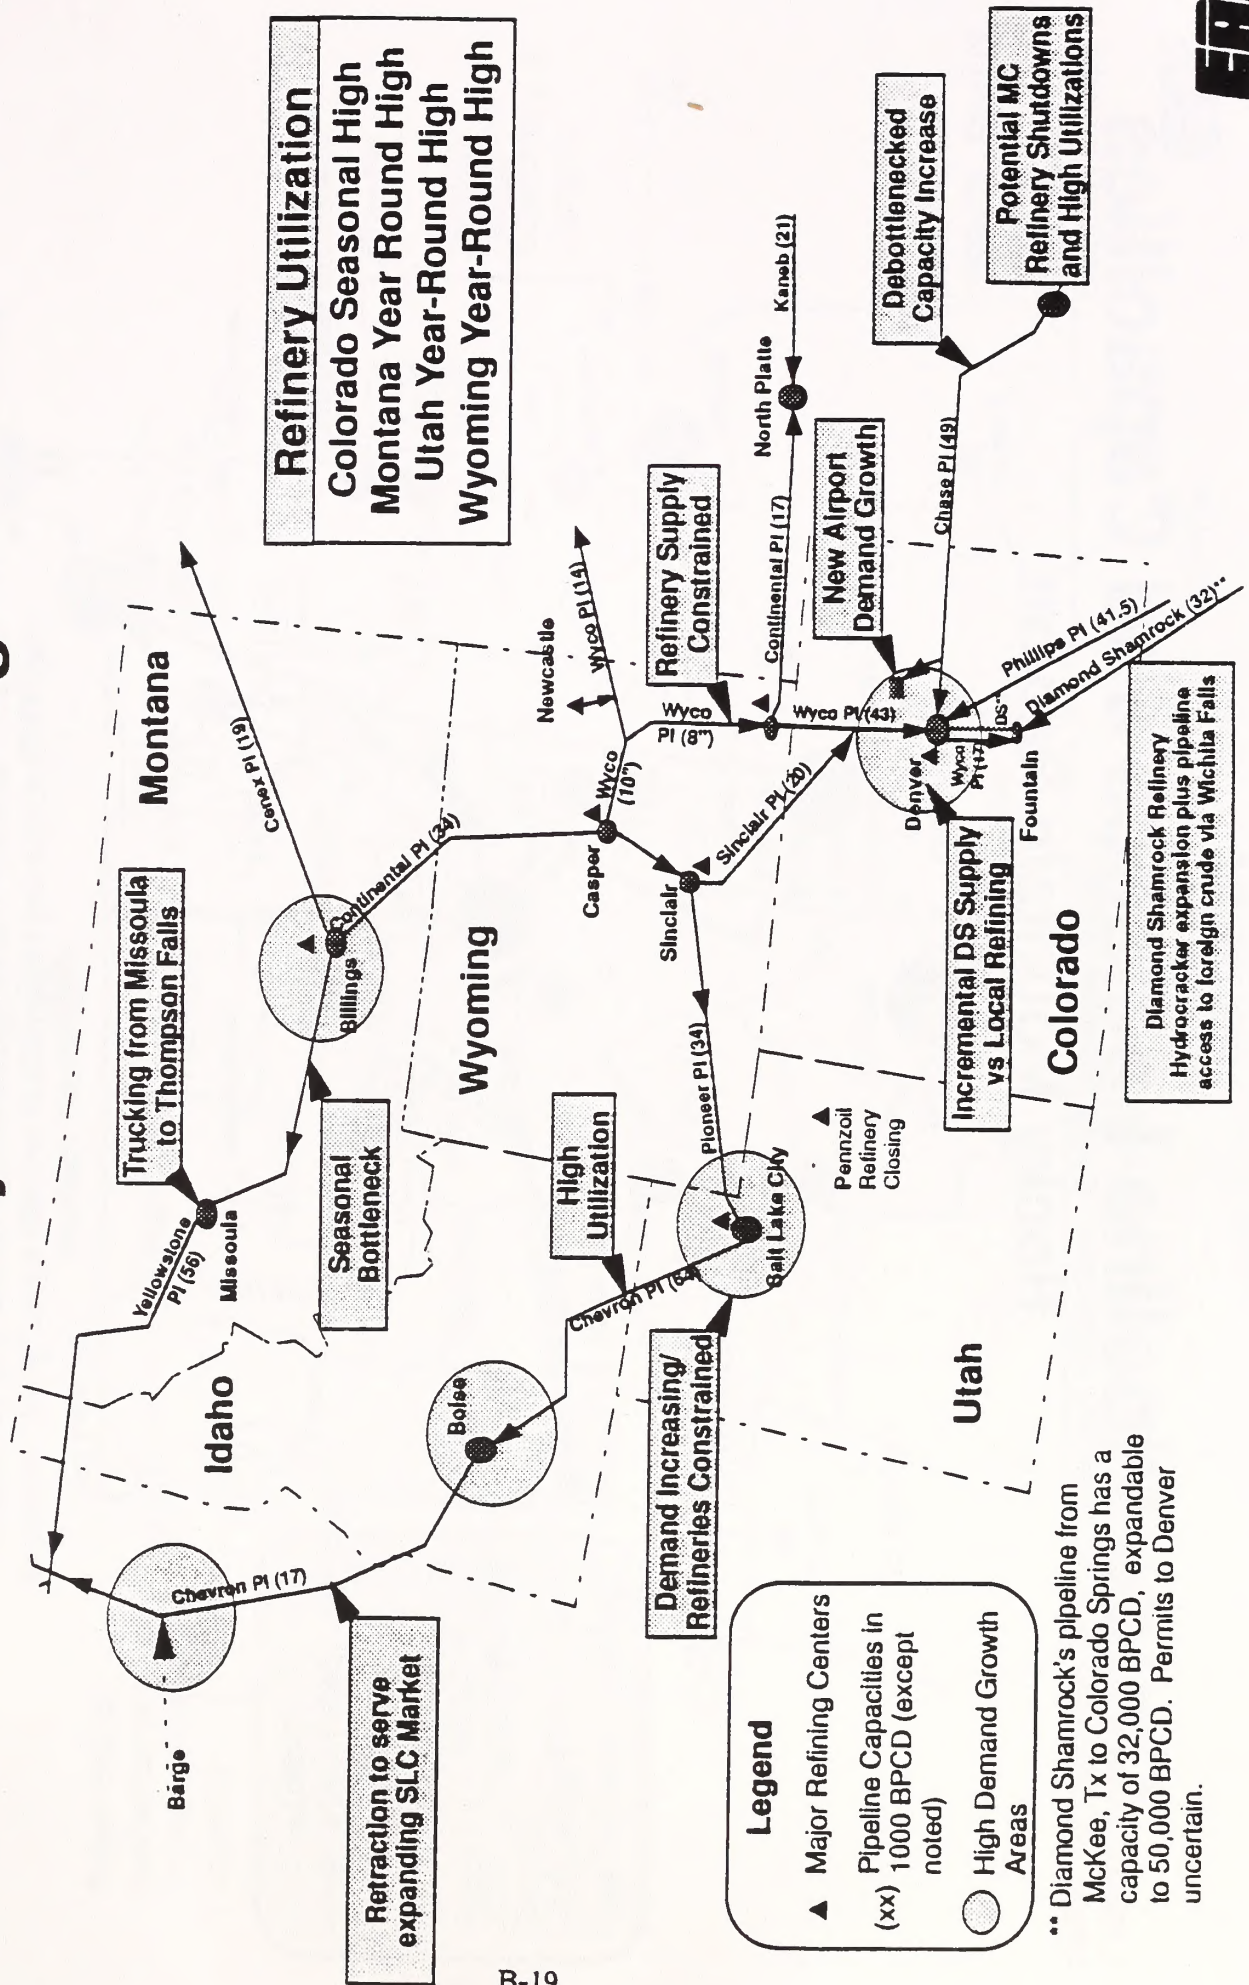 Refinery Utilization
Colorado Seasonal High
Montana Year Round High
Utah Year-Round High
Wyoming Year-Round High
Montana
Cenex Pl (19)
Trucking from Missoula
to Thompson Falls
Billings
Continental Pl (34)
Yellowstone
Pl (56)
Missoula
Seasonal
Bottleneck
Idaho
Boise
Barge
Chevron Pl (17)
Retraction to serve
expanding SLC Market
Wyoming
Newcastle
Wyco Pl (14)
Casper
Wyco
(10")
Wyco
Pl (8")
Refinery Supply
Constrained
Sinclair
Sinclair Pl (20)
Pioneer Pl (34)
High
Utilization
Chevron Pl (64)
Salt Lake City
Demand Increasing/
Refineries Constrained
Pennzoil
Refinery
Closing
Utah
Continental Pl (17)
North Platte
Kaneb (21)
New Airport
Demand Growth
Debottlenecked
Capacity Increase
Potential MC
Refinery Shutdowns
and High Utilizations
Chase Pl (49)
Wyco Pl (43)
Denver
Wyco
Pl (17)
DS**
Fountain
Phillips Pl (41.5)
Diamond Shamrock (32)**
Incremental DS Supply
vs Local Refining
Colorado
Diamond Shamrock Refinery
Hydrocracker expansion plus pipeline
access to foreign crude via Wichita Falls
Legend
Major Refining Centers
(xx) Pipeline Capacities in
1000 BPCD (except
noted)
High Demand Growth
Areas
** Diamond Shamrock's pipeline from
McKee, Tx to Colorado Springs has a
capacity of 32,000 BPCD, expandable
to 50,000 BPCD. Permits to Denver
uncertain.
B-19